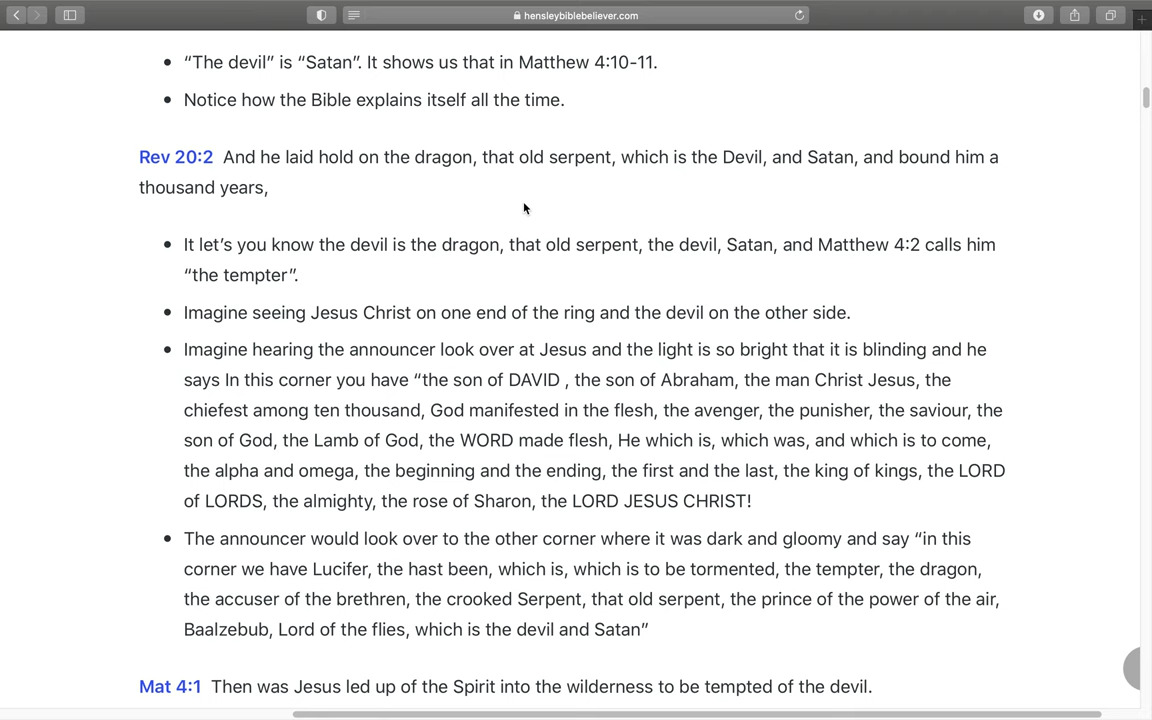 hensleybiblebeliever.com
• “The devil” is “Satan”. It shows us that in Matthew 4:10-11.
• Notice how the Bible explains itself all the time.
Rev 20:2 And he laid hold on the dragon, that old serpent, which is the Devil, and Satan, and bound him a
thousand years,
• It let’s you know the devil is the dragon, that old serpent, the devil, Satan, and Matthew 4:2 calls him
“the tempter”.
• Imagine seeing Jesus Christ on one end of the ring and the devil on the other side.
• Imagine hearing the announcer look over at Jesus and the light is so bright that it is blinding and he
says In this corner you have “the son of DAVID , the son of Abraham, the man Christ Jesus, the
chiefest among ten thousand, God manifested in the flesh, the avenger, the punisher, the saviour, the
son of God, the Lamb of God, the WORD made flesh, He which is, which was, and which is to come,
the alpha and omega, the beginning and the ending, the first and the last, the king of kings, the LORD
of LORDS, the almighty, the rose of Sharon, the LORD JESUS CHRIST!
• The announcer would look over to the other corner where it was dark and gloomy and say “in this
corner we have Lucifer, the hast been, which is, which is to be tormented, the tempter, the dragon,
the accuser of the brethren, the crooked Serpent, that old serpent, the prince of the power of the air,
Baalzebub, Lord of the flies, which is the devil and Satan”
Mat 4:1 Then was Jesus led up of the Spirit into the wilderness to be tempted of the devil.